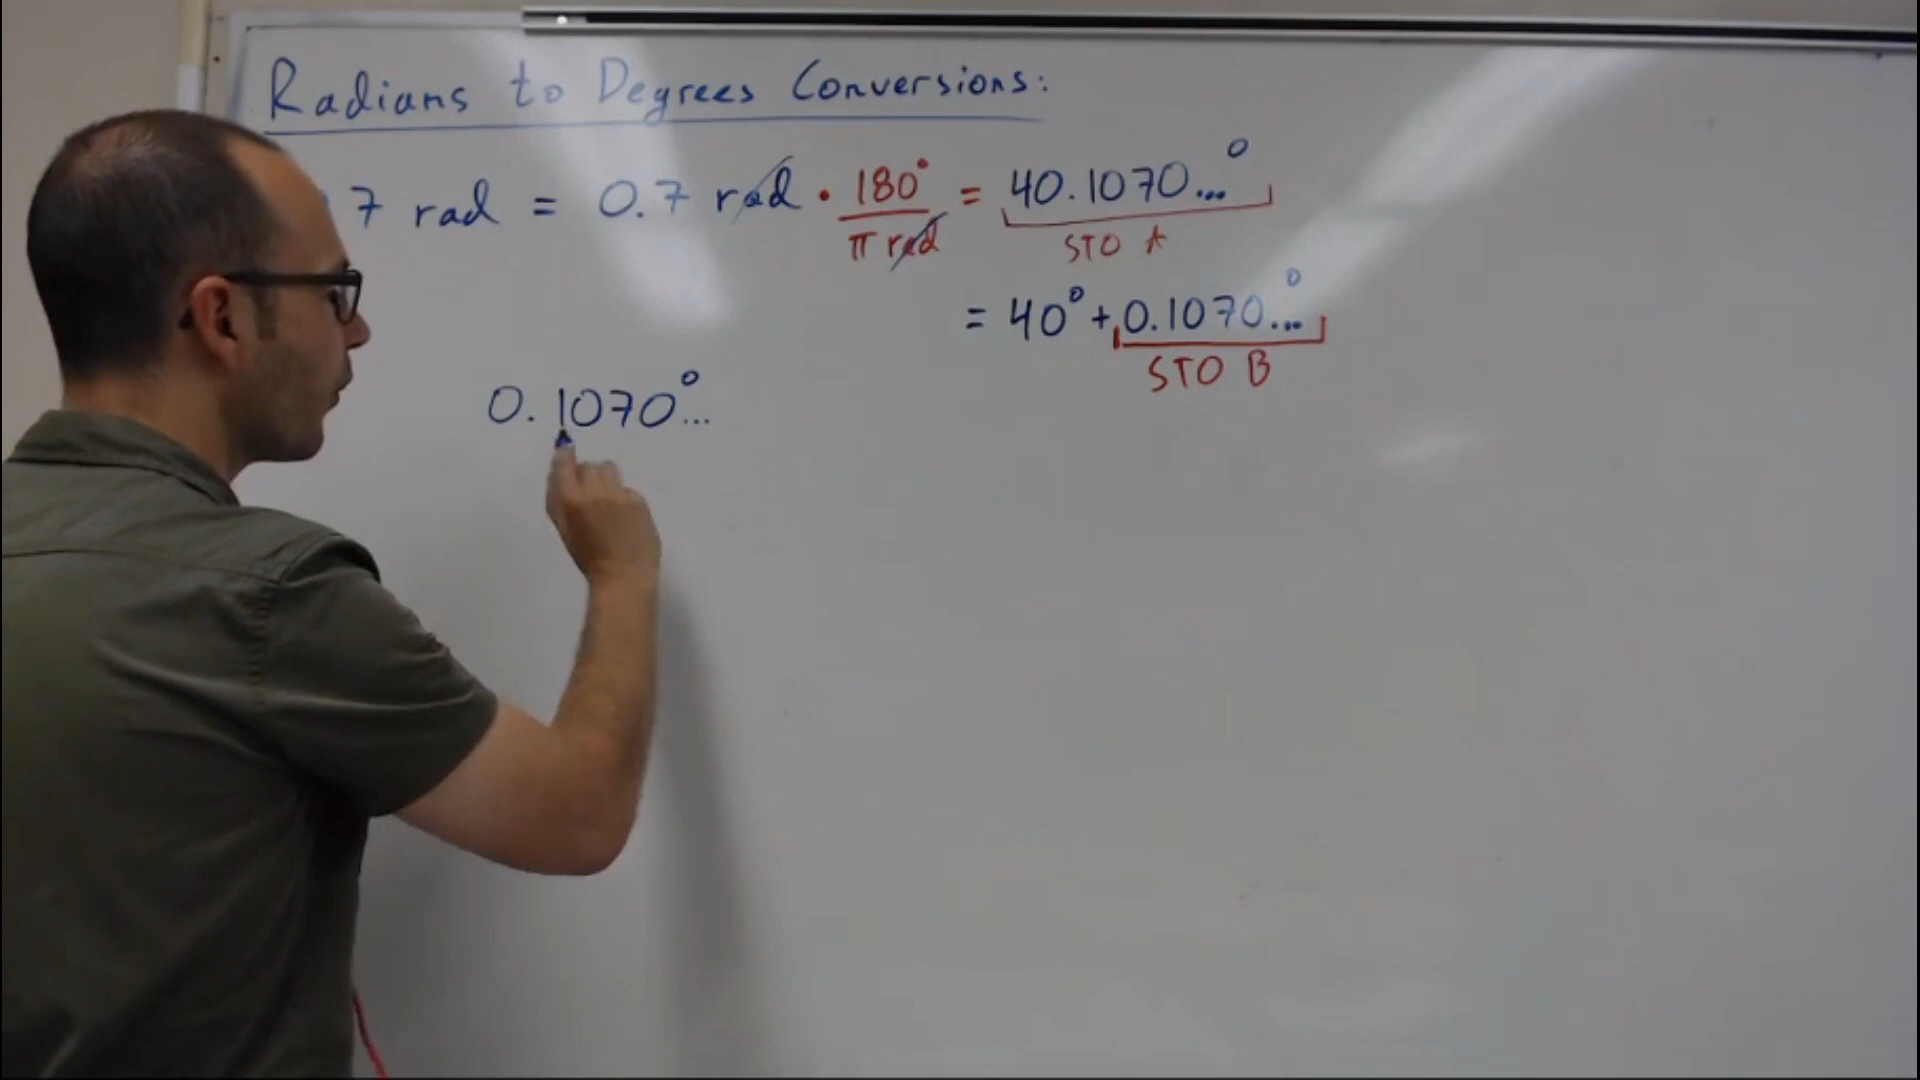 Radians to Degrees Conversions:
7 rad = 0.7 rad • 180° / π rad = 40.1070...°
STO A
= 40° + 0.1070...°
STO B
0.1070...°